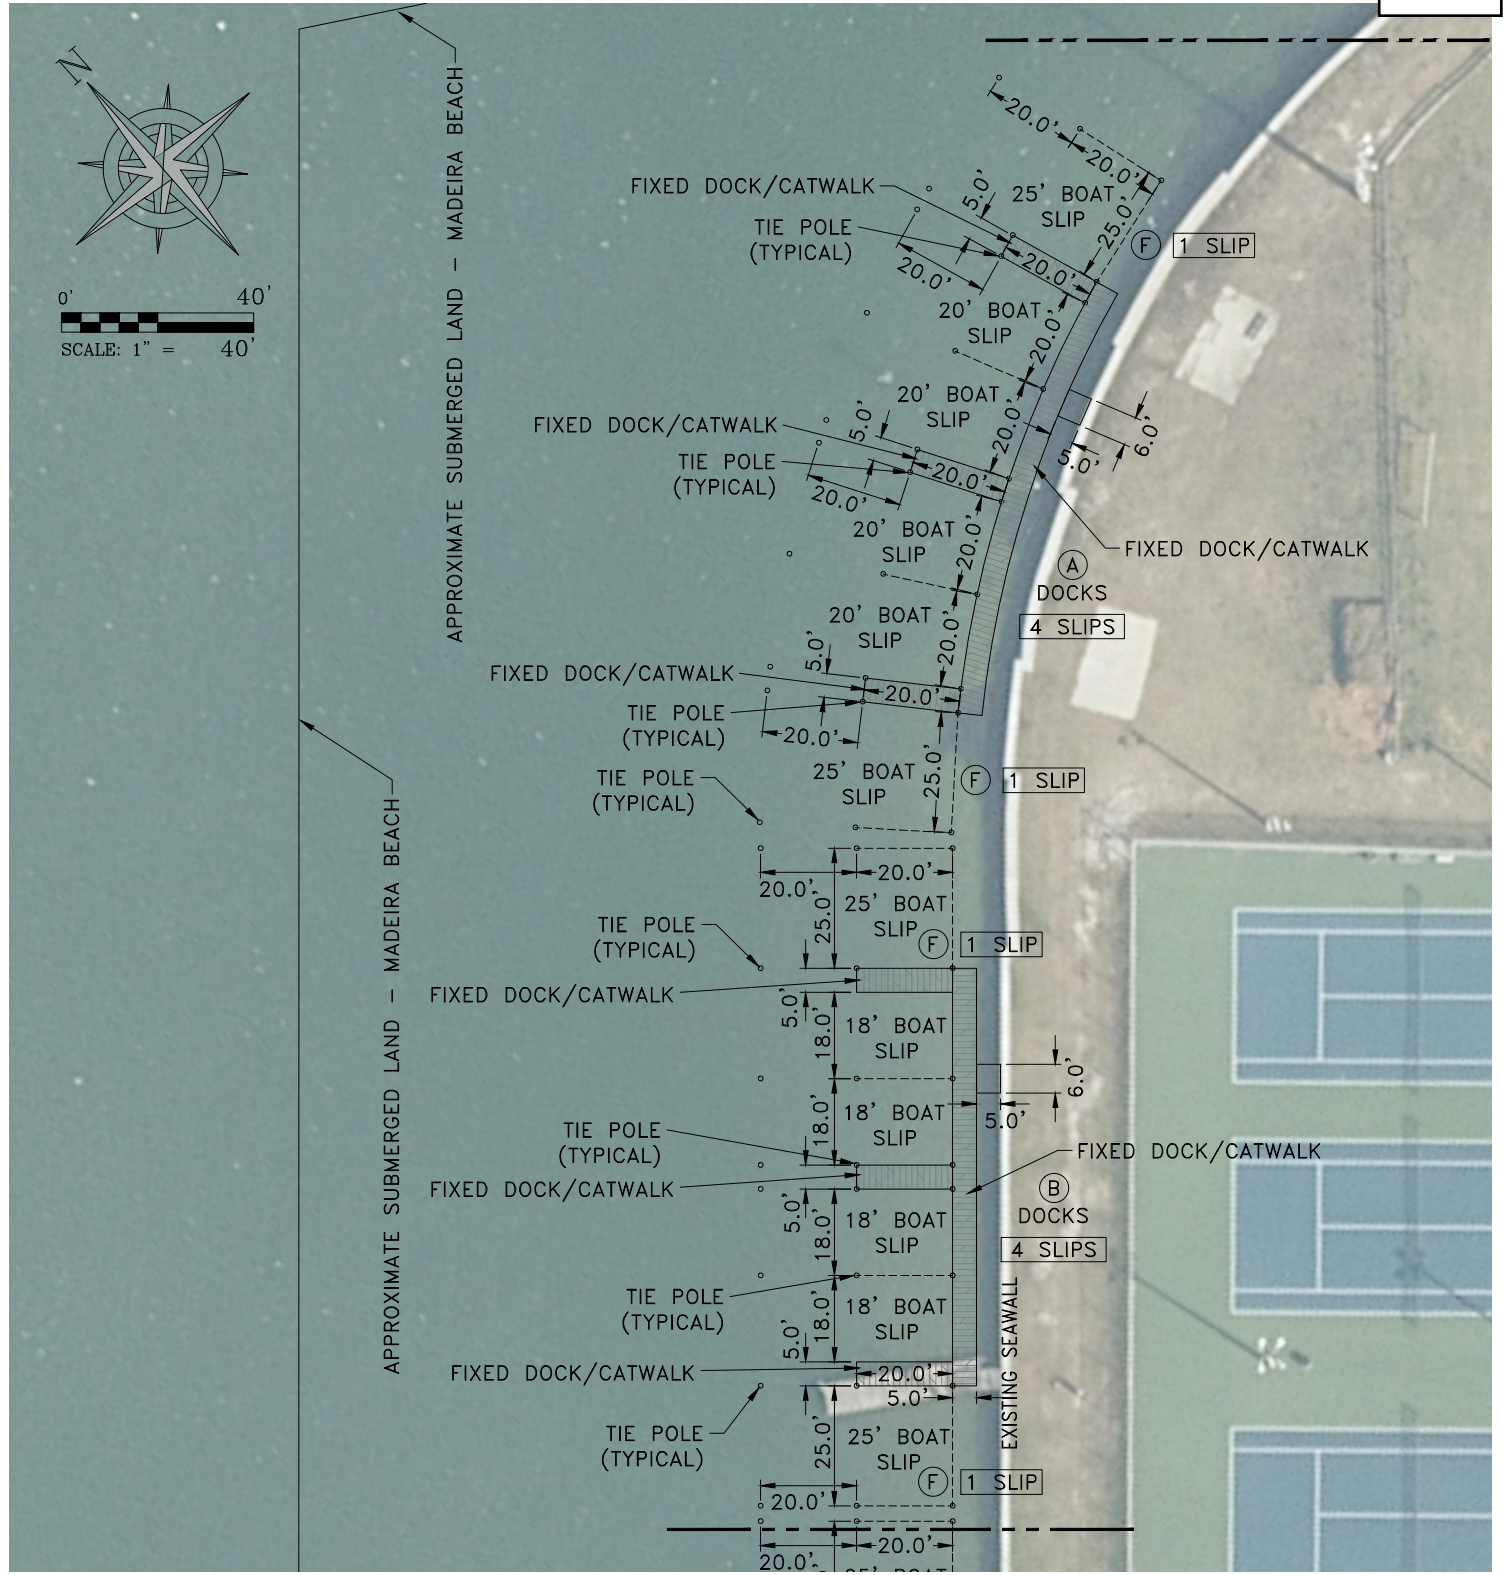 N
0' 40'
SCALE: 1" = 40'
APPROXIMATE SUBMERGED LAND - MADEIRA BEACH
APPROXIMATE SUBMERGED LAND - MADEIRA BEACH
20.0'
20.0'
FIXED DOCK/CATWALK
5.0'
25' BOAT
SLIP
25.0'
TIE POLE
(TYPICAL)
F 1 SLIP
20.0'
20.0'
20' BOAT
SLIP
20.0'
20' BOAT
SLIP
20.0'
FIXED DOCK/CATWALK
5.0'
6.0'
5.0'
TIE POLE
(TYPICAL)
20.0'
20.0'
20' BOAT
SLIP
20.0'
FIXED DOCK/CATWALK
A
DOCKS
4 SLIPS
20' BOAT
SLIP
20.0'
5.0'
FIXED DOCK/CATWALK
20.0'
TIE POLE
(TYPICAL)
20.0'
25' BOAT
SLIP
25.0'
F 1 SLIP
TIE POLE
(TYPICAL)
20.0'
20.0'
25.0'
25' BOAT
SLIP
F 1 SLIP
TIE POLE
(TYPICAL)
FIXED DOCK/CATWALK
5.0'
18.0'
18' BOAT
SLIP
6.0'
5.0'
18.0'
18' BOAT
SLIP
TIE POLE
(TYPICAL)
FIXED DOCK/CATWALK
FIXED DOCK/CATWALK
B
DOCKS
4 SLIPS
5.0'
18.0'
18' BOAT
SLIP
TIE POLE
(TYPICAL)
18.0'
18' BOAT
SLIP
5.0'
EXISTING SEAWALL
FIXED DOCK/CATWALK
20.0'
5.0'
TIE POLE
(TYPICAL)
25.0'
25' BOAT
SLIP
F 1 SLIP
20.0'
20.0'
20.0'
25' BOAT